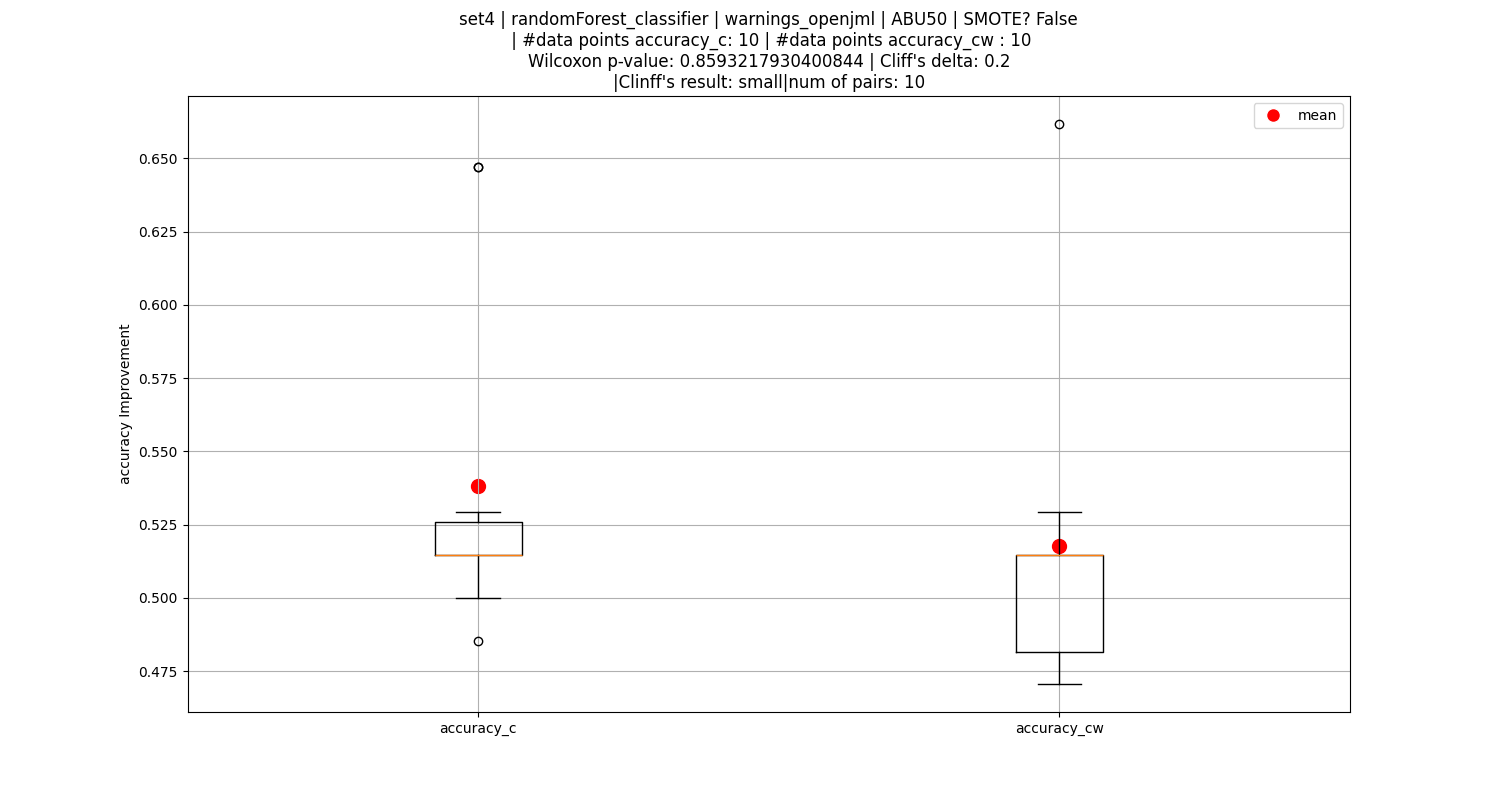 set4 | randomForest_classifier | warnings_openjml | ABU50 | SMOTE? False
| #data points accuracy_c: 10 | #data points accuracy_cw : 10
Wilcoxon p-value: 0.8593217930400844 | Cliff's delta: 0.2
|Clinff's result: small|num of pairs: 10
mean
0.650
0.625
0.600
0.575
0.550
0.525
0.500
0.475
accuracy Improvement
accuracy_c
accuracy_cw